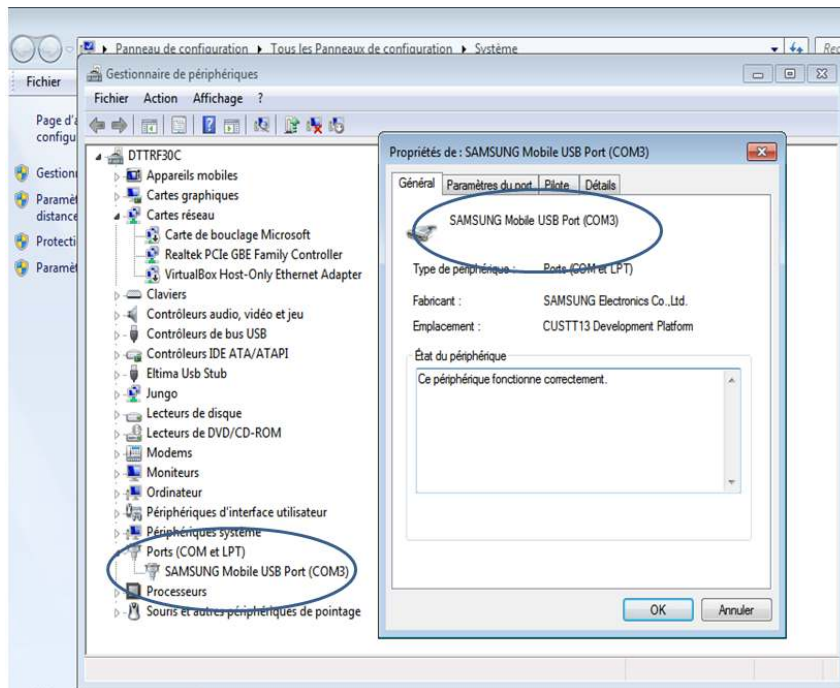 Panneau de configuration ▸ Tous les Panneaux de configuration ▸ Système
Fichier
Page d'a
configu
Gestionn
Paramèt
distance
Protecti
Paramèt
Gestionnaire de périphériques
Fichier Action Affichage ?
DTTRF30C
Appareils mobiles
Cartes graphiques
Cartes réseau
Carte de bouclage Microsoft
Realtek PCIe GBE Family Controller
VirtualBox Host-Only Ethernet Adapter
Claviers
Contrôleurs audio, vidéo et jeu
Contrôleurs de bus USB
Contrôleurs IDE ATA/ATAPI
Eltima Usb Stub
Jungo
Lecteurs de disque
Lecteurs de DVD/CD-ROM
Modems
Moniteurs
Ordinateur
Périphériques d'interface utilisateur
Périphériques système
Ports (COM et LPT)
SAMSUNG Mobile USB Port (COM3)
Processeurs
Souris et autres périphériques de pointage
Propriétés de : SAMSUNG Mobile USB Port (COM3)
Général Paramètres du port Pilote Détails
SAMSUNG Mobile USB Port (COM3)
Type de périphérique : Ports (COM et LPT)
Fabricant : SAMSUNG Electronics Co.,Ltd.
Emplacement : CUSTT13 Development Platform
État du périphérique
Ce périphérique fonctionne correctement.
OK Annuler